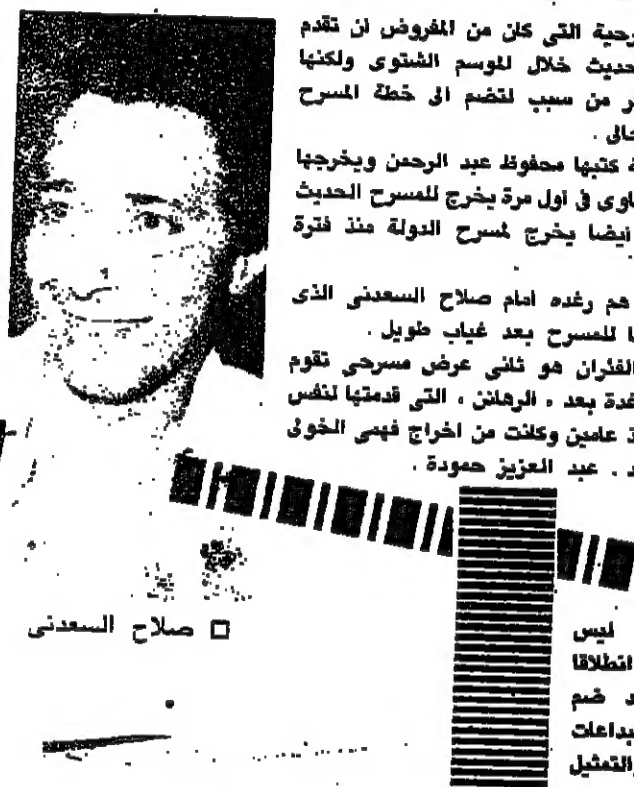 رحية التى كان من المفروض ان تقدم
حديث خلال الموسم الشتوى ولكنها
ر من سبب لتضم الى خطة المسرح
حالى .
ة كتبها محفوظ عبد الرحمن ويخرجها
اوى فى اول مرة يخرج للمسرح الحديث
ايضا يخرج لمسرح الدولة منذ فترة
هم رغده امام صلاح السعدنى الذى
ا للمسرح بعد غياب طويل .
الفئران هو ثانى عرض مسرحى تقوم
غدة بعد « الرهائن » التى قدمتها لنفس
ذ عامين وكانت من اخراج فهمى الخولى
د . عبد العزيز حمودة .
□ صلاح السعدنى
ليس
انطلاقا
د ضم
بداعات
والتمثيل